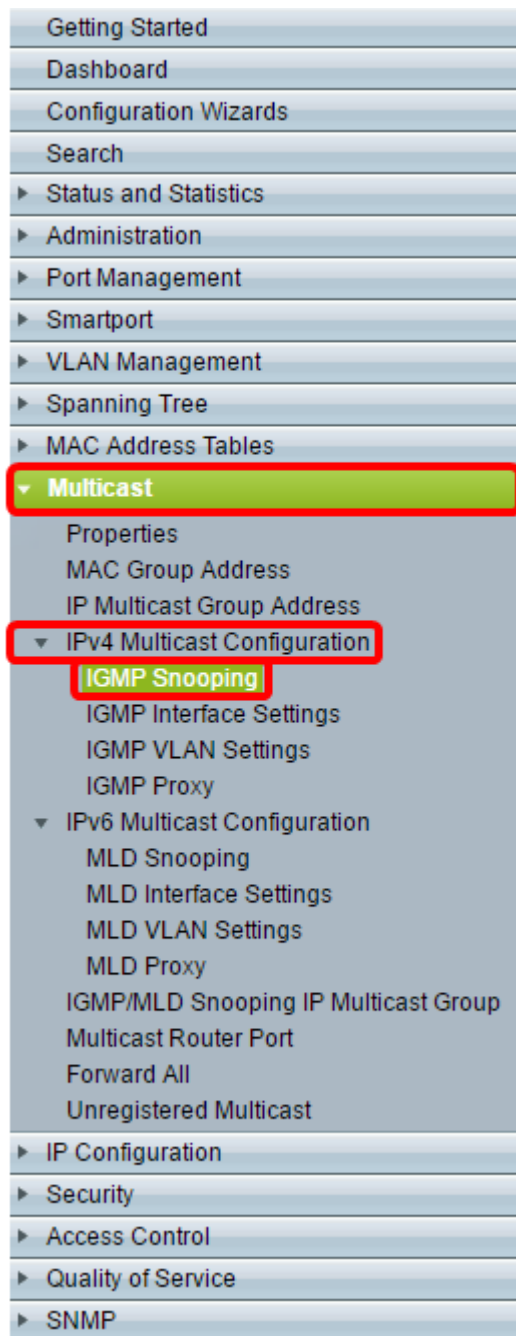 Getting Started
Dashboard
Configuration Wizards
Search
Status and Statistics
Administration
Port Management
Smartport
VLAN Management
Spanning Tree
MAC Address Tables
Multicast
Properties
MAC Group Address
IP Multicast Group Address
IPv4 Multicast Configuration
IGMP Snooping
IGMP Interface Settings
IGMP VLAN Settings
IGMP Proxy
IPv6 Multicast Configuration
MLD Snooping
MLD Interface Settings
MLD VLAN Settings
MLD Proxy
IGMP/MLD Snooping IP Multicast Group
Multicast Router Port
Forward All
Unregistered Multicast
IP Configuration
Security
Access Control
Quality of Service
SNMP